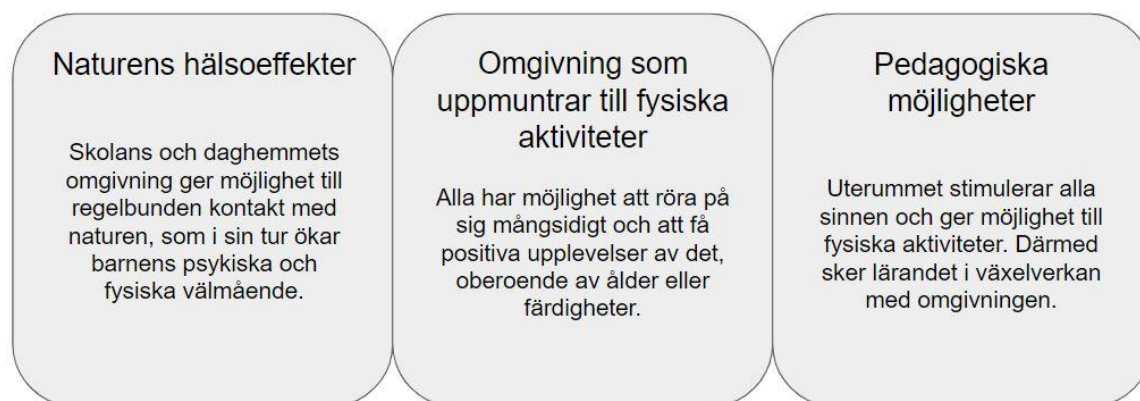 Naturens hälsoeffekter
Skolans och daghemmets
omgivning ger möjlighet till
regelbunden kontakt med
naturen, som i sin tur ökar
barnens psykiska och
fysiska välmående.
Omgivning som
uppmuntrar till fysiska
aktiviteter
Alla har möjlighet att röra på
sig mångsidigt och att få
positiva upplevelser av det,
oberoende av ålder eller
färdigheter.
Pedagogiska
möjligheter
Uterummet stimulerar alla
sinnen och ger möjlighet till
fysiska aktiviteter. Därmed
sker lärandet i växelverkan
med omgivningen.